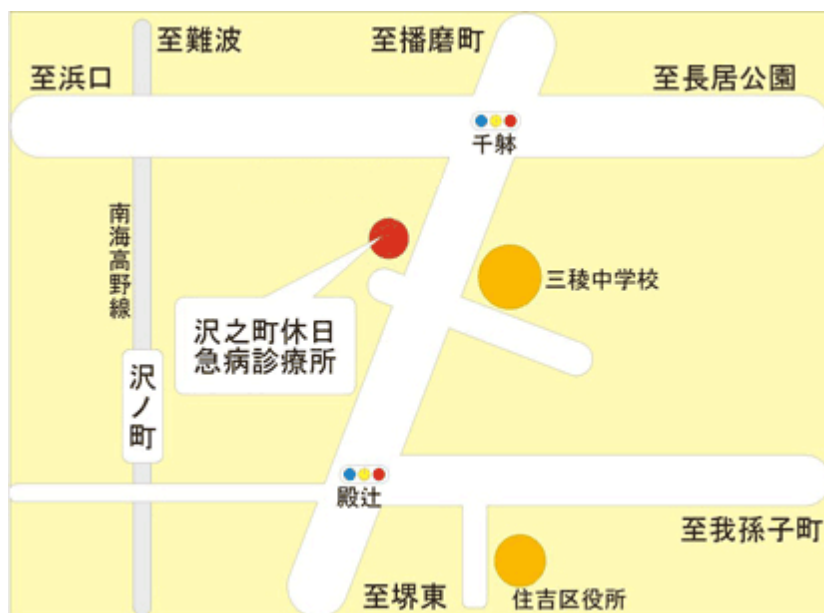 至難波
至播磨町
至浜口
至長居公園
千躰
南海高野線
三稜中学校
沢之町休日
急病診療所
沢ノ町
殿辻
至我孫子町
至堺東
住吉区役所